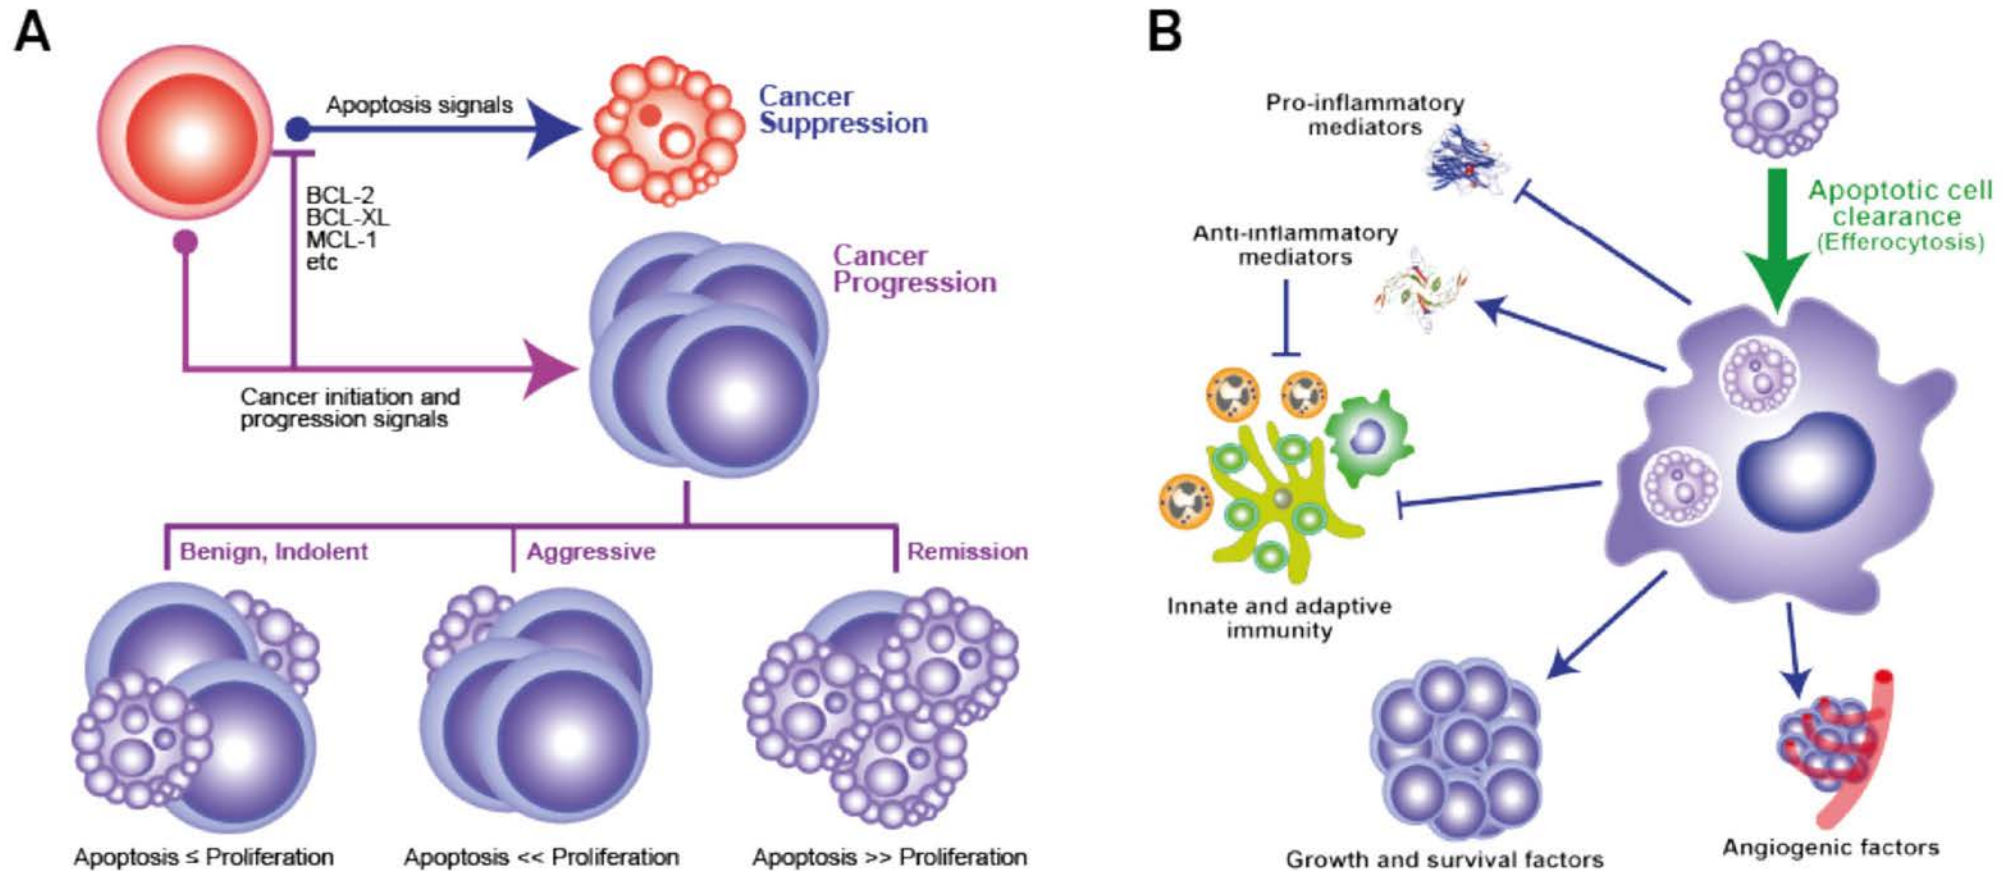 A
Apoptosis signals
Cancer
Suppression
BCL-2
BCL-XL
MCL-1
etc
Cancer
Progression
Cancer initiation and
progression signals
Benign, Indolent
Aggressive
Remission
Apoptosis ≤ Proliferation
Apoptosis << Proliferation
Apoptosis >> Proliferation
B
Pro-inflammatory
mediators
Apoptotic cell
clearance
(Efferocytosis)
Anti-inflammatory
mediators
Innate and adaptive
immunity
Growth and survival factors
Angiogenic factors